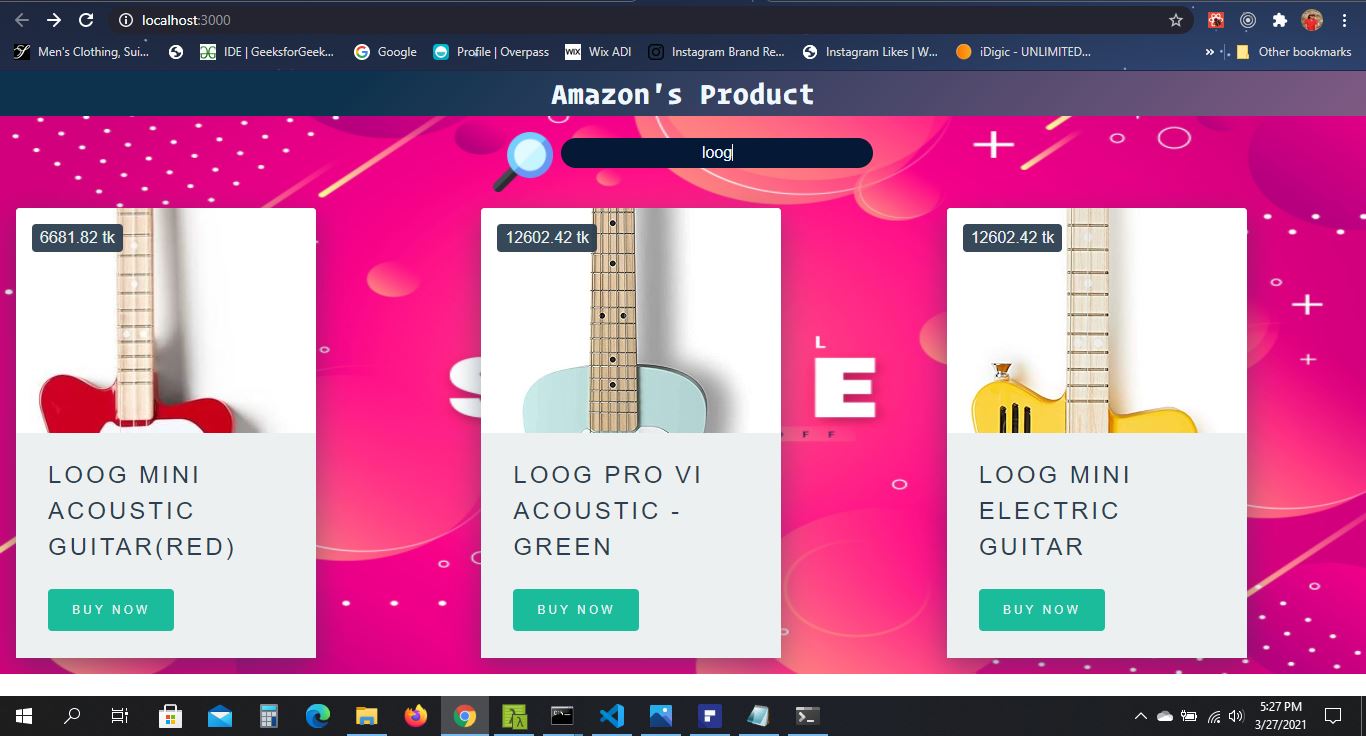 localhost:3000
Men's Clothing, Sui...
IDE | GeeksforGeek...
Google
Profile | Overpass
WIX
Wix ADI
Instagram Brand Re...
Instagram Likes | W...
iDigic - UNLIMITED...
»
Other bookmarks
Amazon's Product
loog
6681.82 tk
12602.42 tk
12602.42 tk
L
S
E
F F
LOOG MINI
ACOUSTIC
GUITAR(RED)
BUY NOW
LOOG PRO VI
ACOUSTIC -
GREEN
BUY NOW
LOOG MINI
ELECTRIC
GUITAR
BUY NOW
5:27 PM
3/27/2021